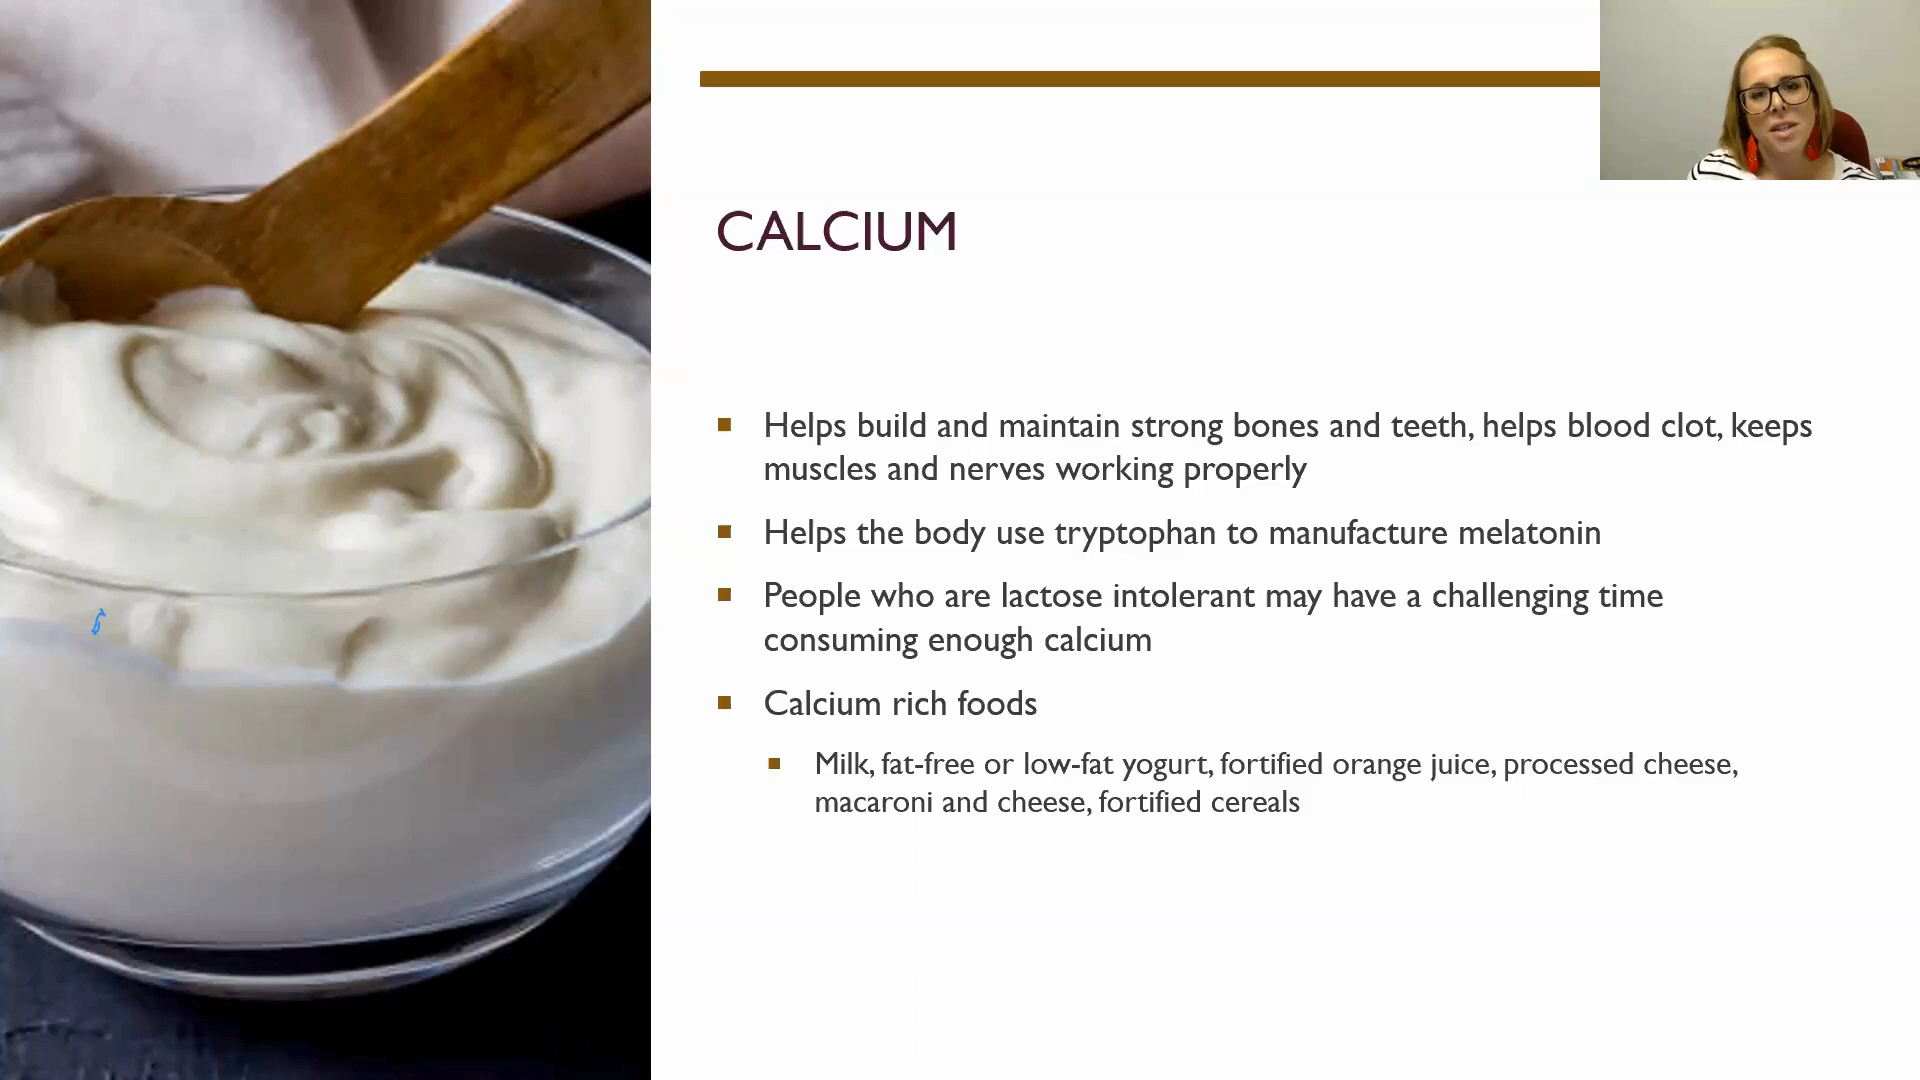 CALCIUM
Helps build and maintain strong bones and teeth, helps blood clot, keeps
muscles and nerves working properly
Helps the body use tryptophan to manufacture melatonin
People who are lactose intolerant may have a challenging time
consuming enough calcium
Calcium rich foods
Milk, fat-free or low-fat yogurt, fortified orange juice, processed cheese,
macaroni and cheese, fortified cereals